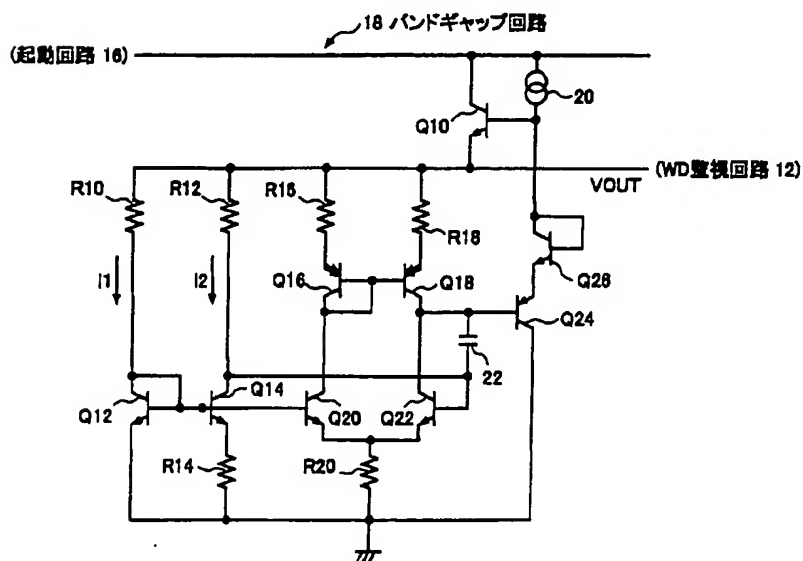 18 バンドギャップ回路
(起動回路 16)
20
Q10
(WD監視回路 12)
VOUT
R10
R12
R16
R18
I1
I2
Q16
Q18
Q26
Q24
22
Q12
Q14
Q20
Q22
R14
R20